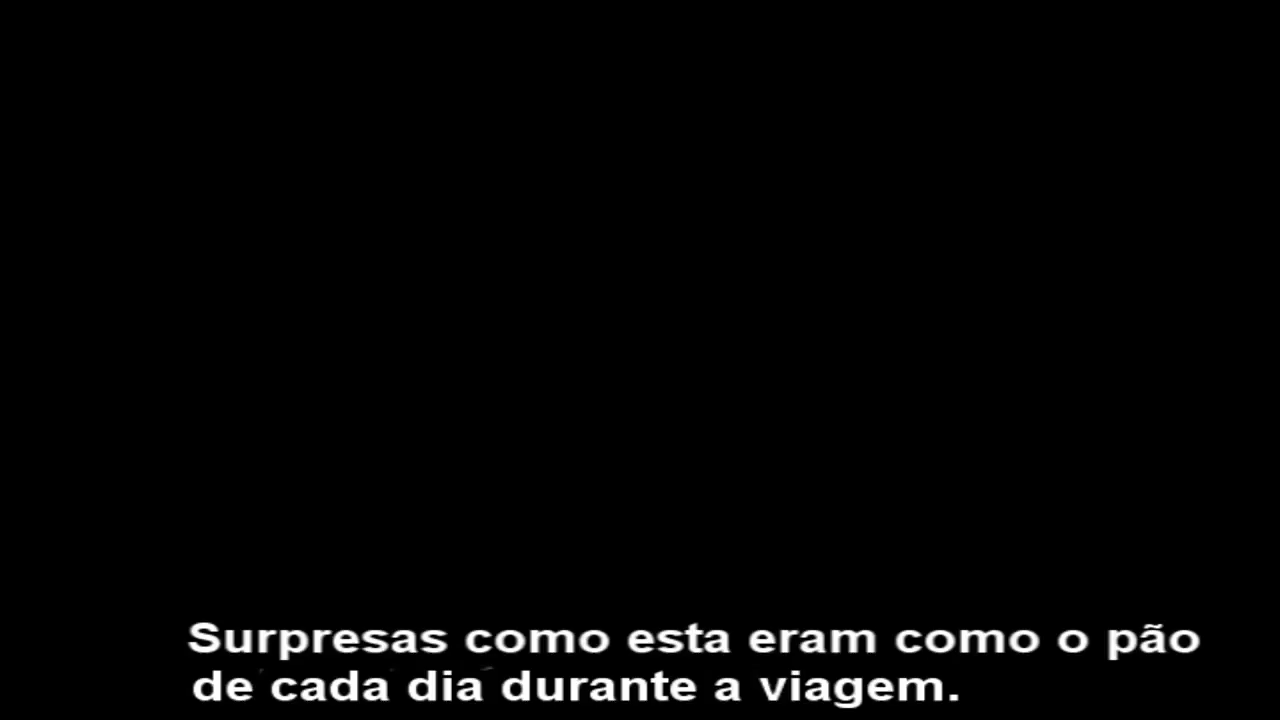 Surpresas como esta eram como o pão
de cada dia durante a viagem.